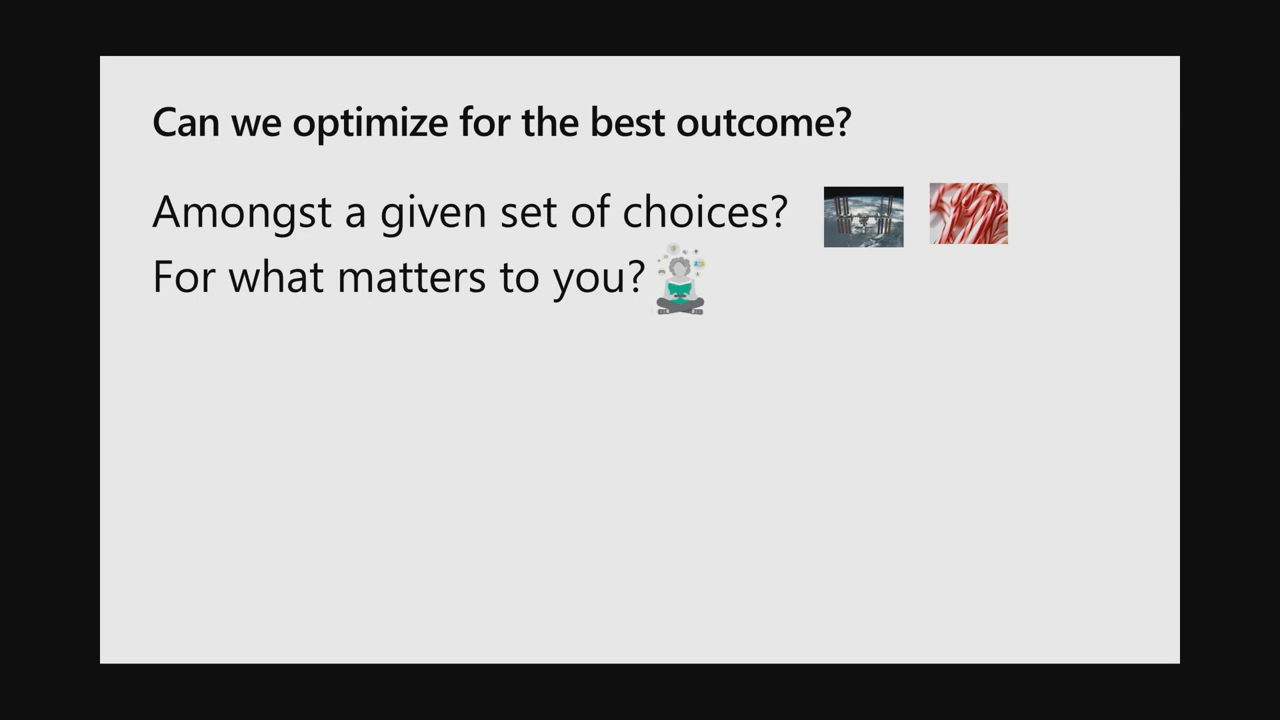 Can we optimize for the best outcome?
Amongst a given set of choices?
For what matters to you?